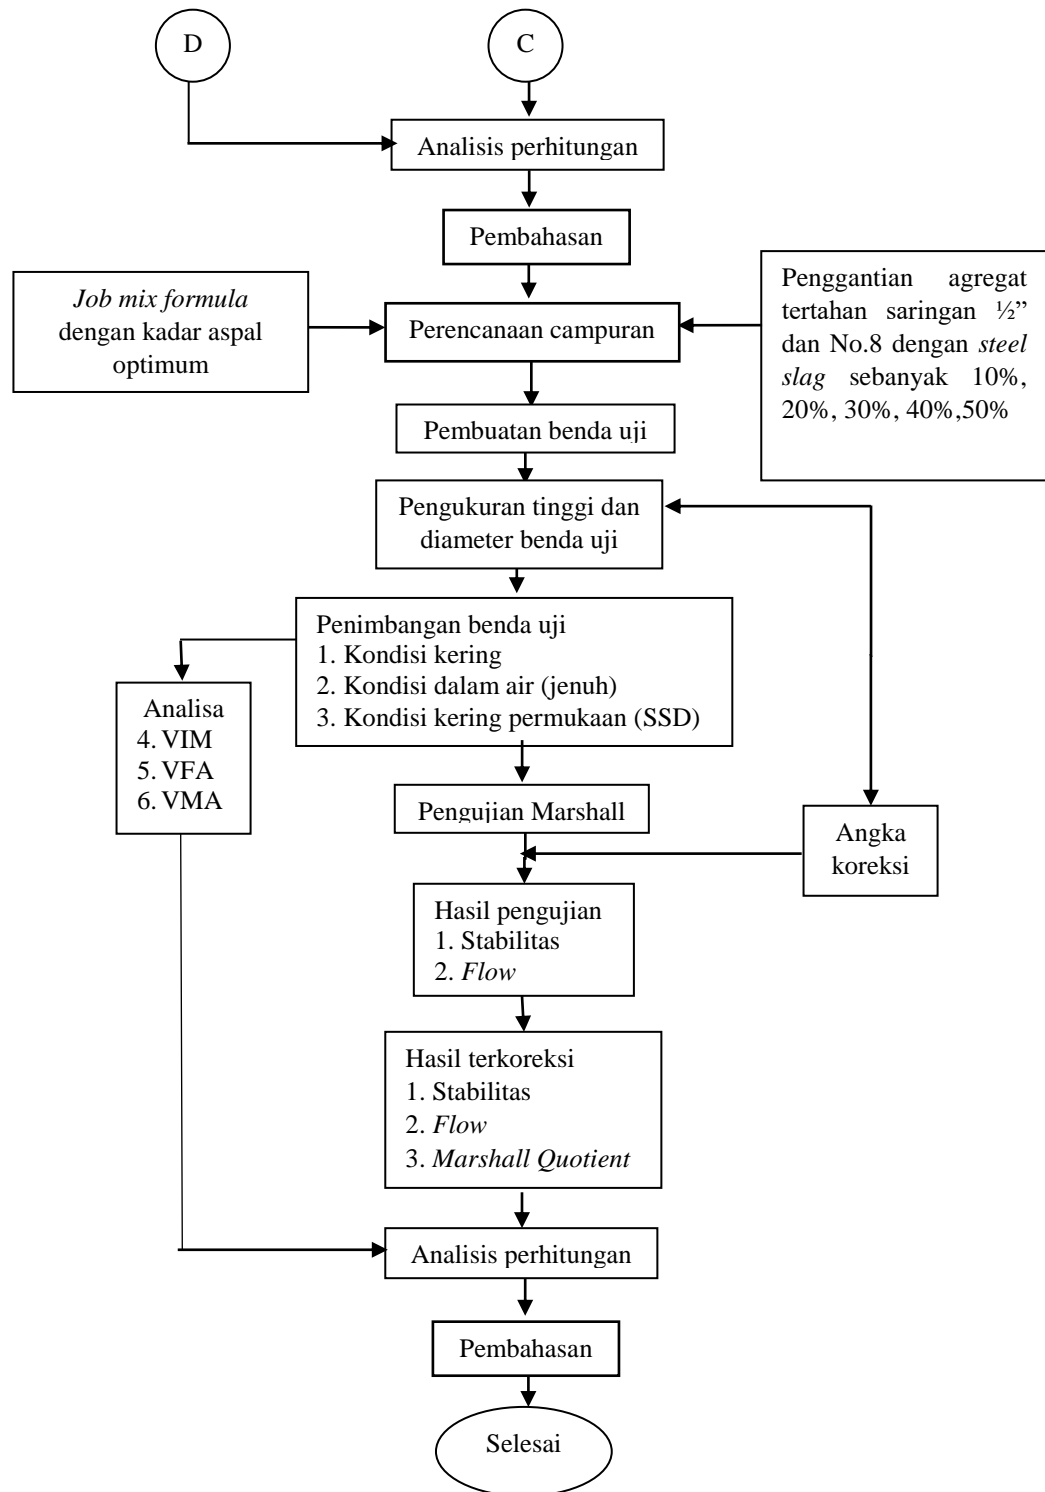 D
C
Analisis perhitungan
Pembahasan
Job mix formula
dengan kadar aspal
optimum
Perencanaan campuran
Penggantian agregat
tertahan saringan ½”
dan No.8 dengan steel
slag sebanyak 10%,
20%, 30%, 40%,50%
Pembuatan benda uji
Pengukuran tinggi dan
diameter benda uji
Penimbangan benda uji
1. Kondisi kering
2. Kondisi dalam air (jenuh)
3. Kondisi kering permukaan (SSD)
Analisa
4. VIM
5. VFA
6. VMA
Pengujian Marshall
Angka
koreksi
Hasil pengujian
1. Stabilitas
2. Flow
Hasil terkoreksi
1. Stabilitas
2. Flow
3. Marshall Quotient
Analisis perhitungan
Pembahasan
Selesai